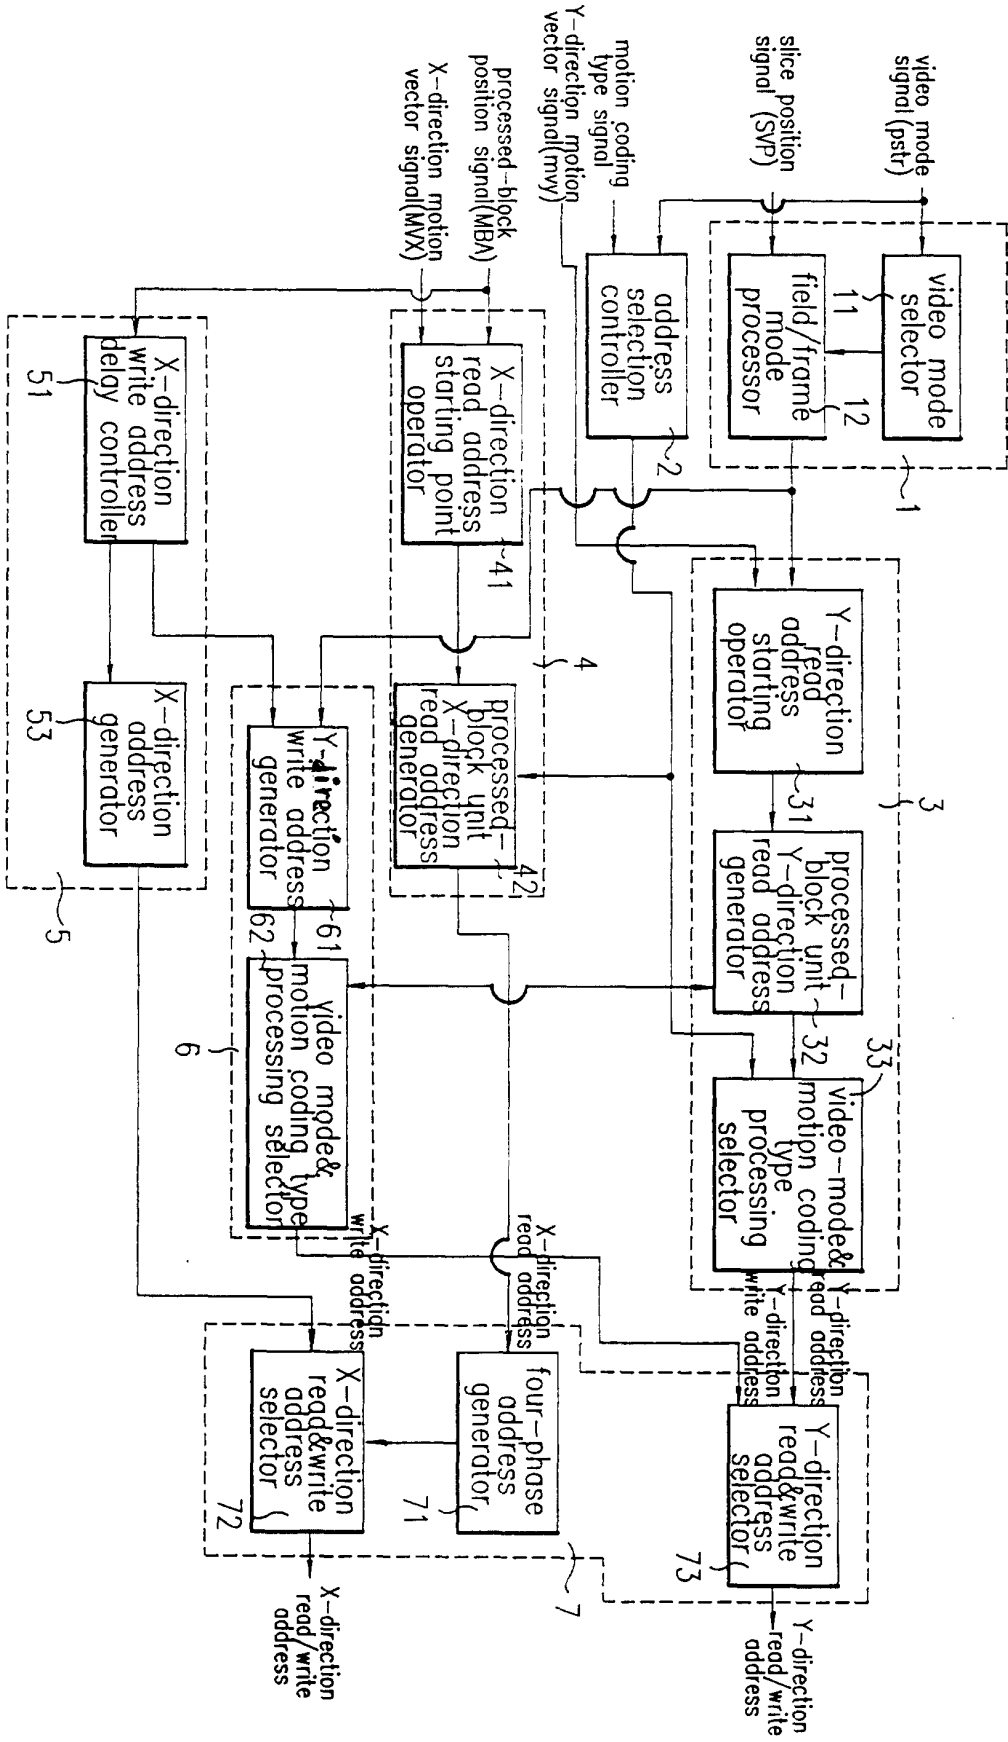 video mode
signal(pstr)
slice position
signal (SVP)
motion coding
type signal
Y-direction motion
vector signal(mvy)
processed-block
position signal(MBA)
X-direction motion
vector signal(MVX)
video mode
selector
11
field/frame
mode
processor
12
1
address
selection
controller
2
Y-direction
read
address
starting
operator
31
processed-
block unit
Y-direction
read address
generator
32
video-mode&
motion coding
type
processing
selector
33
3
X-direction
read address
starting point
operator
41
processed-
block unit
X-direction
read address
generator
42
4
X-direction
write address
delay controller
51
X-direction
address
generator
53
5
Y-direction
write address
generator
61
video mode&
motion coding type
processing selector
62
6
Y-direction
read address
Y-direction
write address
X-direction
read address
X-direction
write address
Y-direction
read&write
address
selector
73
four-phase
address
generator
71
X-direction
read&write
address
selector
72
7
Y-direction
read/write
address
X-direction
read/write
address